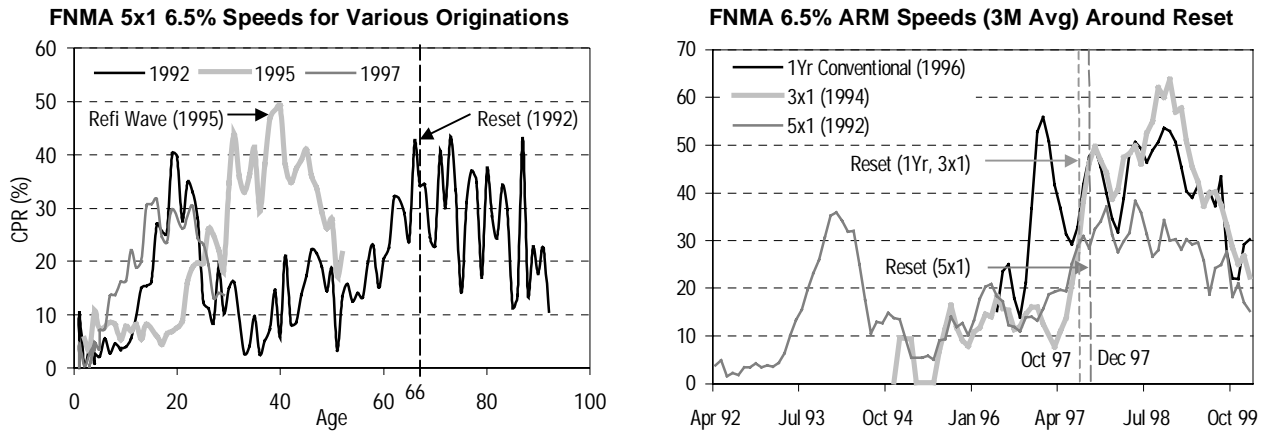 FNMA 5x1 6.5% Speeds for Various Originations
60
50
40
30
20
10
0
CPR (%)
1992
1995
1997
Refi Wave (1995)
Reset (1992)
0
20
40
60
66
80
100
Age
FNMA 6.5% ARM Speeds (3M Avg) Around Reset
70
60
50
40
30
20
10
0
1Yr Conventional (1996)
3x1 (1994)
5x1 (1992)
Reset (1Yr, 3x1)
Reset (5x1)
Oct 97
Dec 97
Apr 92
Jul 93
Oct 94
Jan 96
Apr 97
Jul 98
Oct 99